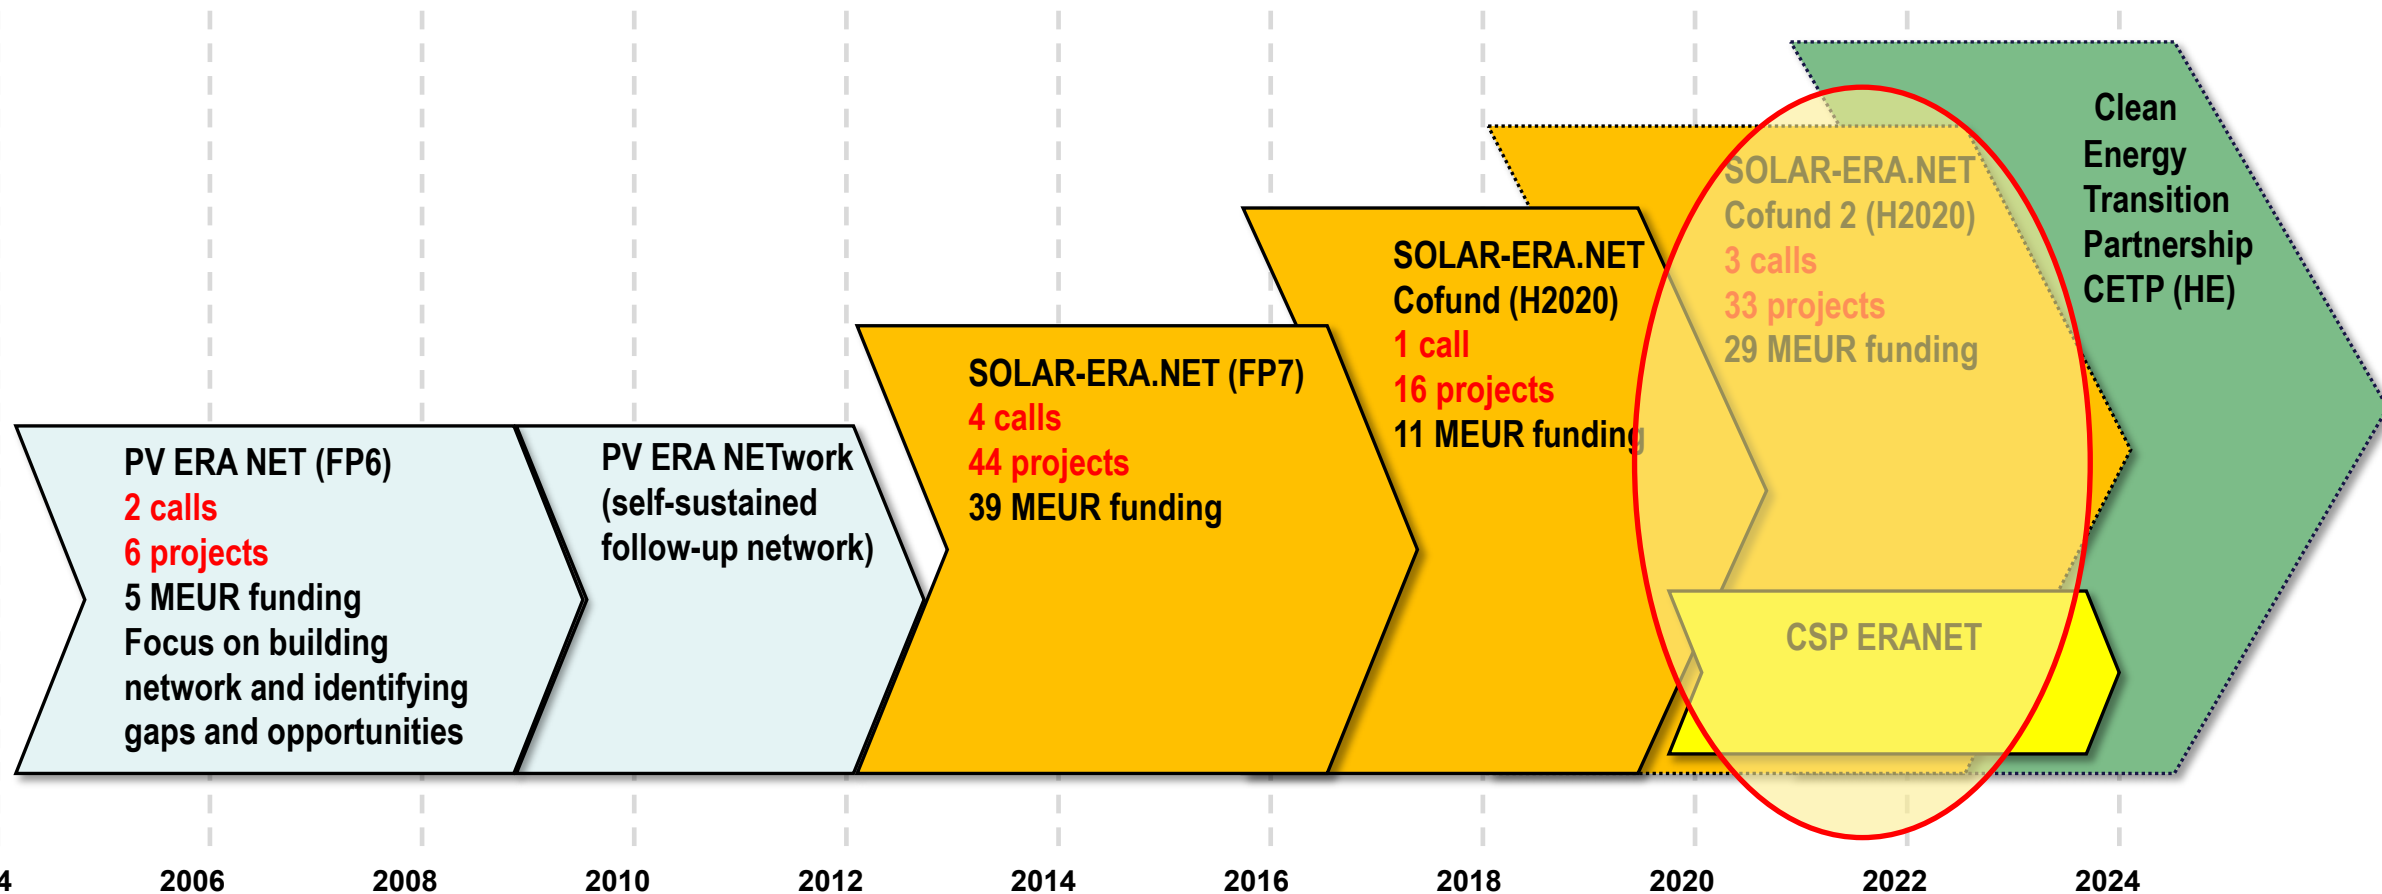 PV ERA NET (FP6)
2 calls
6 projects
5 MEUR funding
Focus on building
network and identifying
gaps and opportunities
PV ERA NETwork
(self-sustained
follow-up network)
SOLAR-ERA.NET (FP7)
4 calls
44 projects
39 MEUR funding
SOLAR-ERA.NET
Cofund (H2020)
1 call
16 projects
11 MEUR funding
SOLAR-ERA.NET
Cofund 2 (H2020)
3 calls
33 projects
29 MEUR funding
CSP ERANET
Clean
Energy
Transition
Partnership
CETP (HE)
4 2006 2008 2010 2012 2014 2016 2018 2020 2022 2024